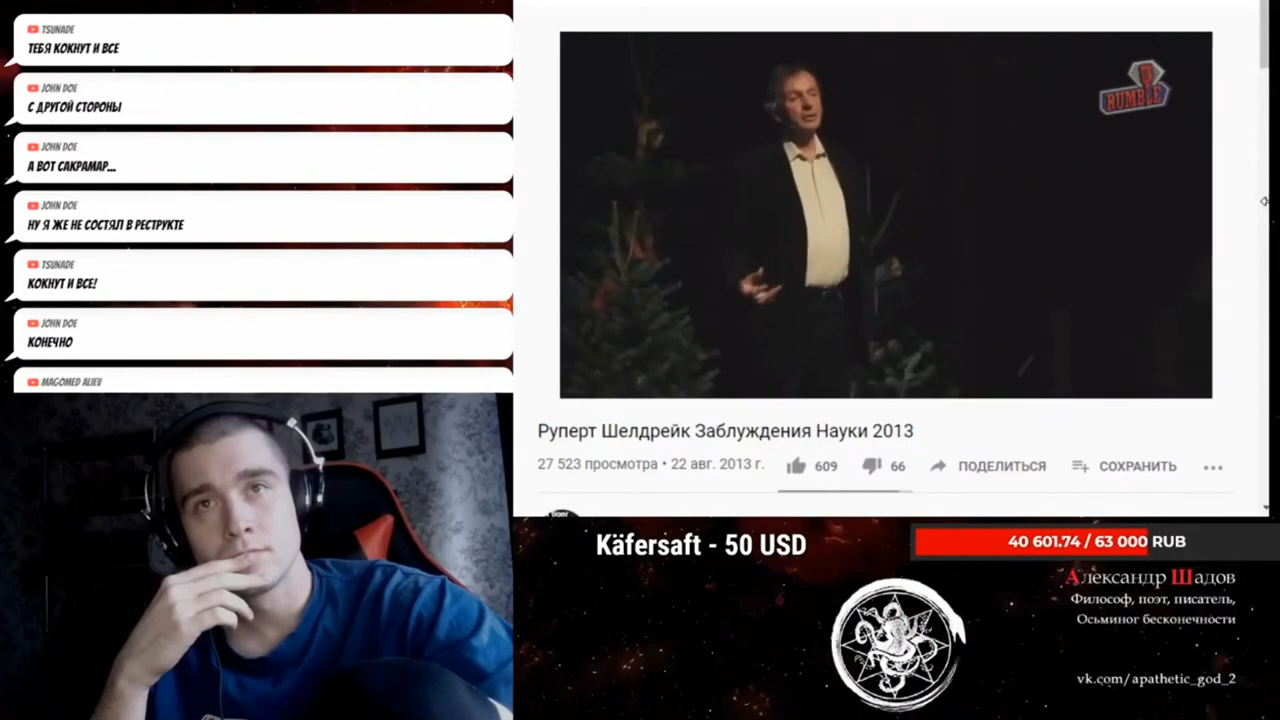 TSUNADE
ТЕБЯ КОКНУТ И ВСЕ
JOHN DOE
С ДРУГОЙ СТОРОНЫ
JOHN DOE
А ВОТ САКРАМАР...
JOHN DOE
НУ Я ЖЕ НЕ СОСТЯЛ В РЕСТРУКТЕ
TSUNADE
КОКНУТ И ВСЕ!
JOHN DOE
КОНЕЧНО
MAGOMED ALIEV
RUMBLE
Руперт Шелдрейк Заблуждения Науки 2013
27 523 просмотра • 22 авг. 2013 г.
609
66
ПОДЕЛИТЬСЯ
СОХРАНИТЬ
Käfersaft - 50 USD
40 601.74 / 63 000 RUB
Александр Шадов
Философ, поэт, писатель,
Осьминог бесконечности
vk.com/apathetic_god_2